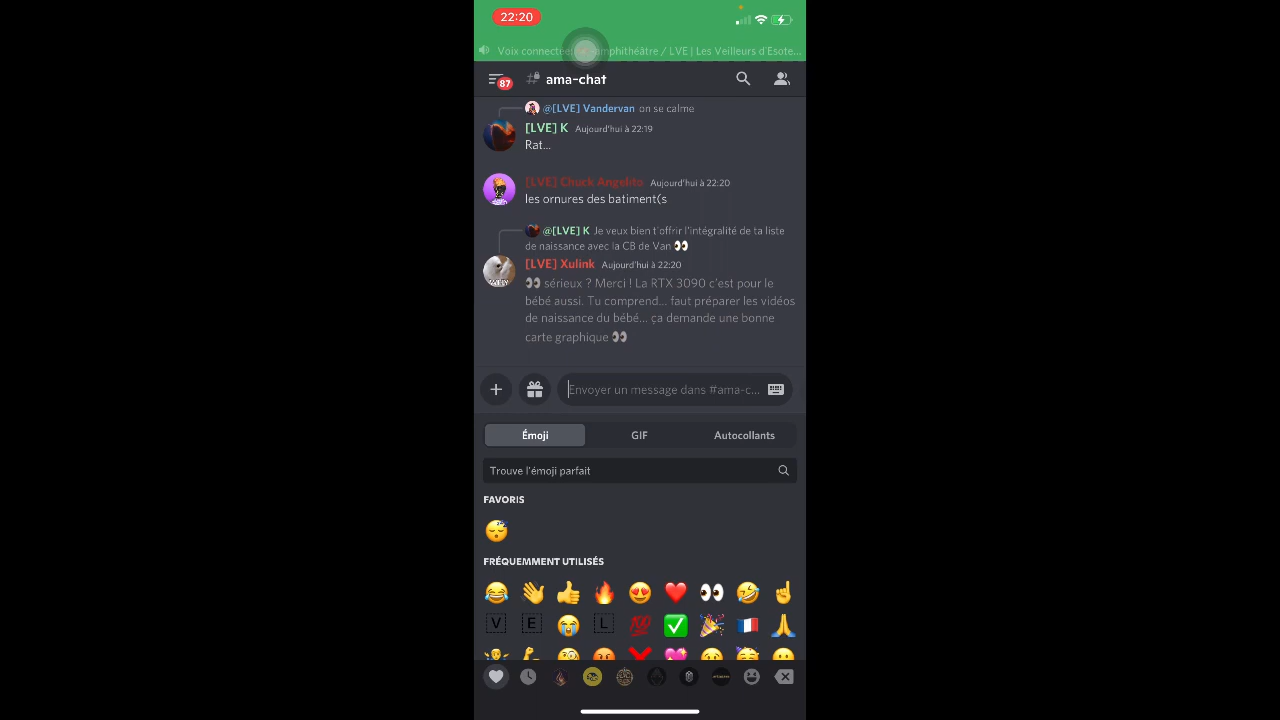 22:20
Voix connectée amphithéâtre / LVE | Les Veilleurs d'Esote...
87
ama-chat
@[LVE] Vandervan on se calme
[LVE] K Aujourd'hui à 22:19
Rat...
[LVE] Chuck Angelito Aujourd'hui à 22:20
les ornures des batiment(s
@[LVE] K Je veux bien t'offrir l'intégralité de ta liste
de naissance avec la CB de Van 👀
[LVE] Xulink Aujourd'hui à 22:20
👀 sérieux ? Merci ! La RTX 3090 c'est pour le
bébé aussi. Tu comprend... faut préparer les vidéos
de naissance du bébé... ça demande une bonne
carte graphique 👀
Envoyer un message dans #ama-c...
Émoji GIF Autocollants
Trouve l'émoji parfait
FAVORIS
FRÉQUEMMENT UTILISÉS
V E L 100